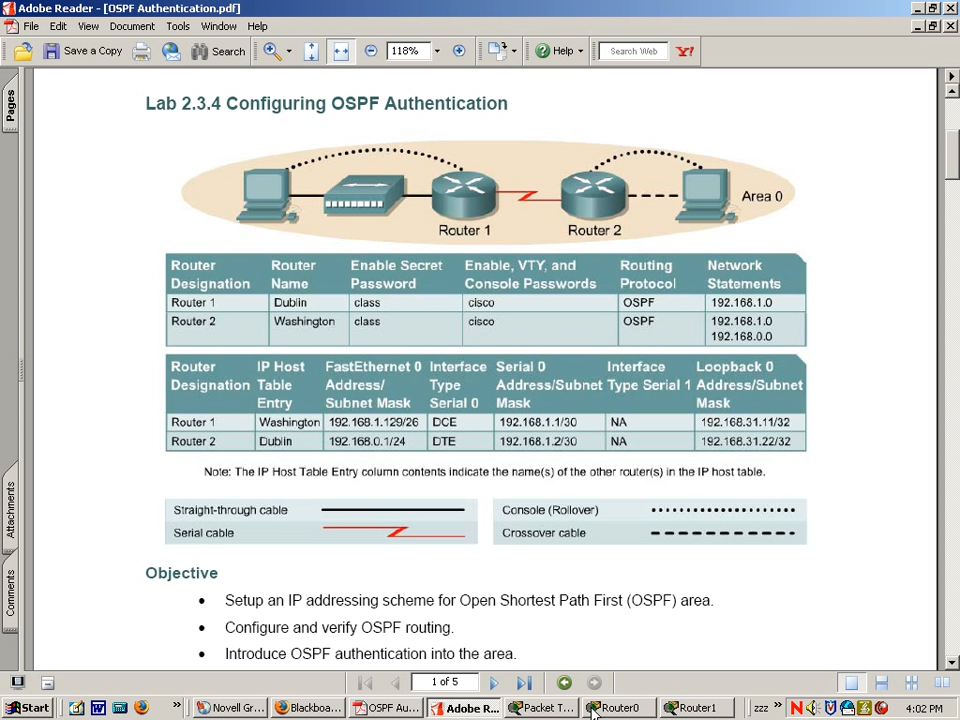 Adobe Reader - [OSPF Authentication.pdf]
File Edit View Document Tools Window Help
Save a Copy Search 118% Help Search Web Y!
Pages
Attachments
Comments
Lab 2.3.4 Configuring OSPF Authentication
Area 0
Router 1 Router 2
Router Designation Router Name Enable Secret Password Enable, VTY, and Console Passwords Routing Protocol Network Statements
Router 1 Dublin class cisco OSPF 192.168.1.0
Router 2 Washington class cisco OSPF 192.168.1.0
192.168.0.0
Router Designation IP Host Table Entry FastEthernet 0 Address/ Subnet Mask Interface Type Serial 0 Serial 0 Address/Subnet Mask Interface Type Serial 1 Loopback 0 Address/Subnet Mask
Router 1 Washington 192.168.1.129/26 DCE 192.168.1.1/30 NA 192.168.31.11/32
Router 2 Dublin 192.168.0.1/24 DTE 192.168.1.2/30 NA 192.168.31.22/32
Note: The IP Host Table Entry column contents indicate the name(s) of the other router(s) in the IP host table.
Straight-through cable Console (Rollover)
Serial cable Crossover cable
Objective
• Setup an IP addressing scheme for Open Shortest Path First (OSPF) area.
• Configure and verify OSPF routing.
• Introduce OSPF authentication into the area.
1 of 5
Start Novell Gr... Blackboa... OSPF Au... Adobe R... Packet T... Router0 Router1 zzz » « 4:02 PM